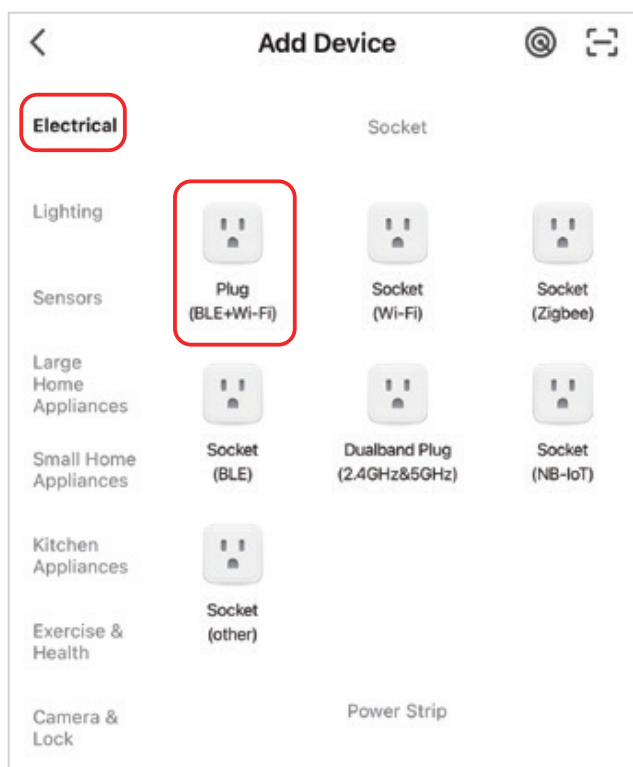 Add Device
Electrical
Lighting
Sensors
Large
Home
Appliances
Small Home
Appliances
Kitchen
Appliances
Exercise &
Health
Camera &
Lock
Socket
Plug
(BLE+Wi-Fi)
Socket
(Wi-Fi)
Socket
(Zigbee)
Socket
(BLE)
Dualband Plug
(2.4GHz&5GHz)
Socket
(NB-IoT)
Socket
(other)
Power Strip